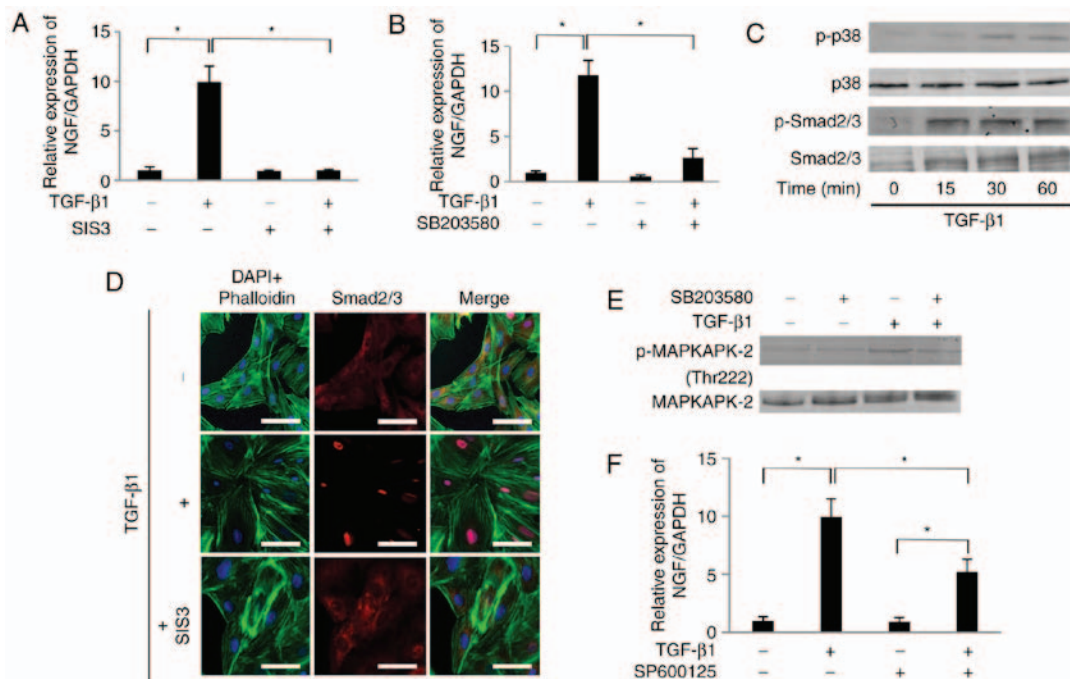 A
Relative expression of
NGF/GAPDH
15
10
5
0
*
*
TGF-β1 – + – +
SIS3 – – + +
B
Relative expression of
NGF/GAPDH
15
10
5
0
*
*
TGF-β1 – + – +
SB203580 – – + +
C
p-p38
p38
p-Smad2/3
Smad2/3
Time (min) 0 15 30 60
TGF-β1
D
DAPI+
Phalloidin Smad2/3 Merge
TGF-β1
–
+
+
SIS3
E
SB203580 – + – +
TGF-β1 – – + +
p-MAPKAPK-2
(Thr222)
MAPKAPK-2
F
Relative expression of
NGF/GAPDH
15
10
5
0
*
*
*
TGF-β1 – + – +
SP600125 – – + +